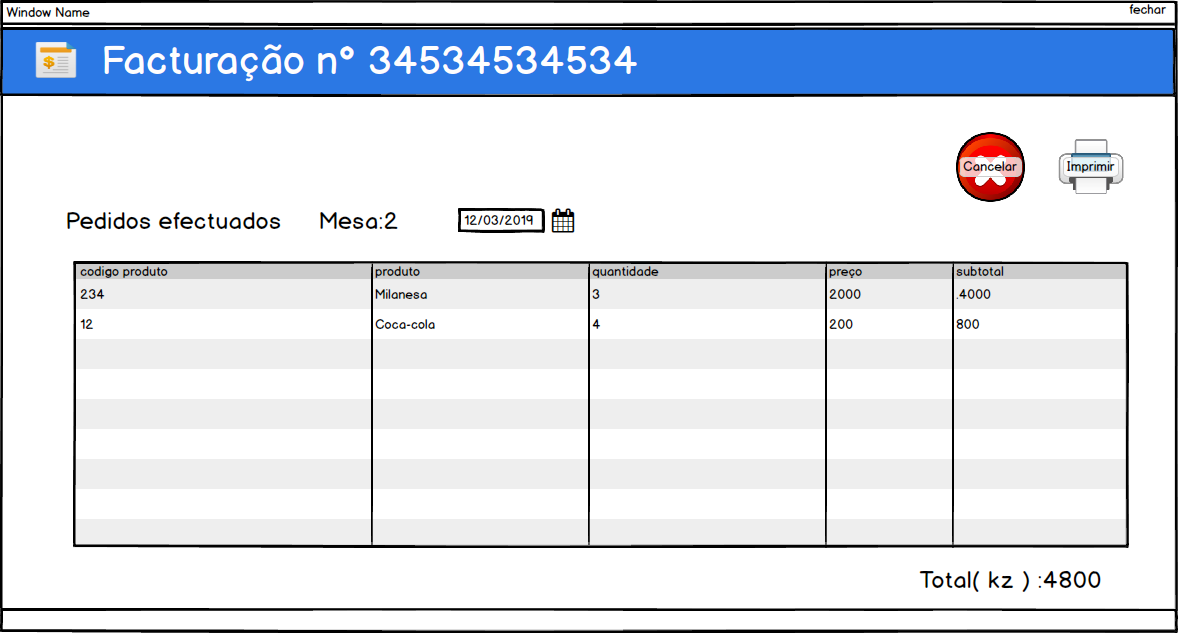 Window Name fechar
Facturação nº 34534534534
Cancelar Imprimir
Pedidos efectuados Mesa:2 12/03/2019
codigo produto produto quantidade preço subtotal
234 Milanesa 3 2000 .4000
12 Coca-cola 4 200 800
Total( kz ) :4800